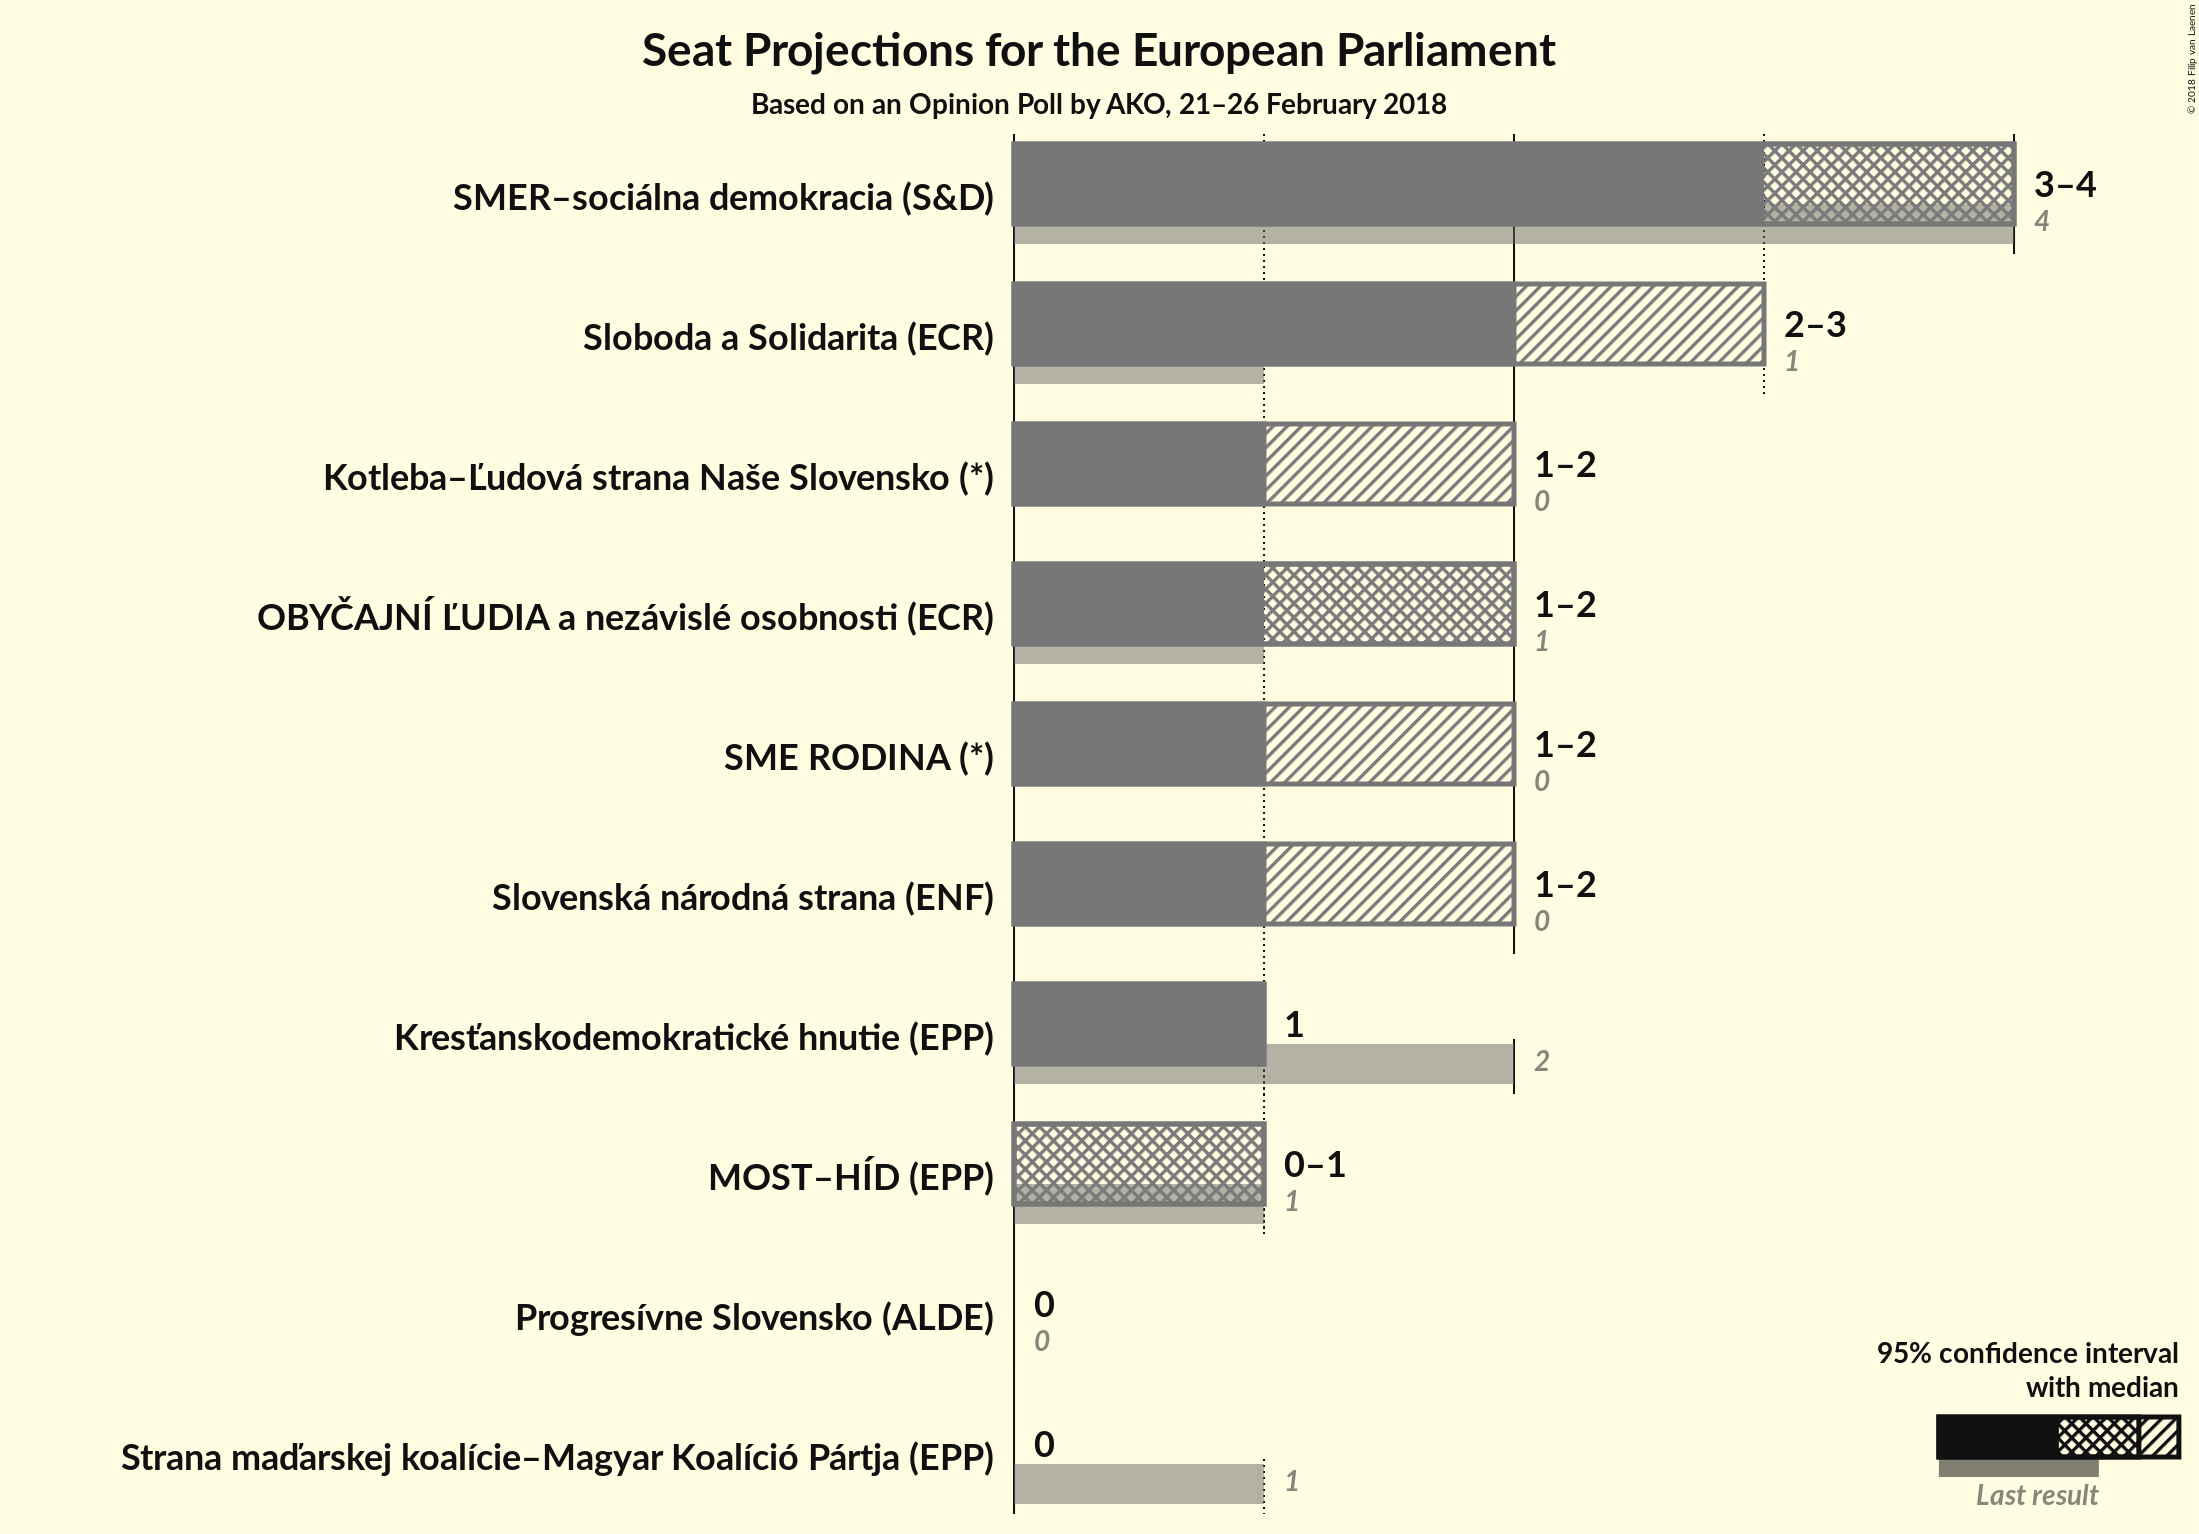 Seat Projections for the European Parliament
Based on an Opinion Poll by AKO, 21–26 February 2018
© 2018 Filip van Laenen
SMER–sociálna demokracia (S&D)
3–4
4
Sloboda a Solidarita (ECR)
2–3
1
Kotleba–Ľudová strana Naše Slovensko (*)
1–2
0
OBYČAJNÍ ĽUDIA a nezávislé osobnosti (ECR)
1–2
1
SME RODINA (*)
1–2
0
Slovenská národná strana (ENF)
1–2
0
Kresťanskodemokratické hnutie (EPP)
1
2
MOST–HÍD (EPP)
0–1
1
Progresívne Slovensko (ALDE)
0
0
Strana maďarskej koalície–Magyar Koalíció Pártja (EPP)
0
1
95% confidence interval
with median
Last result